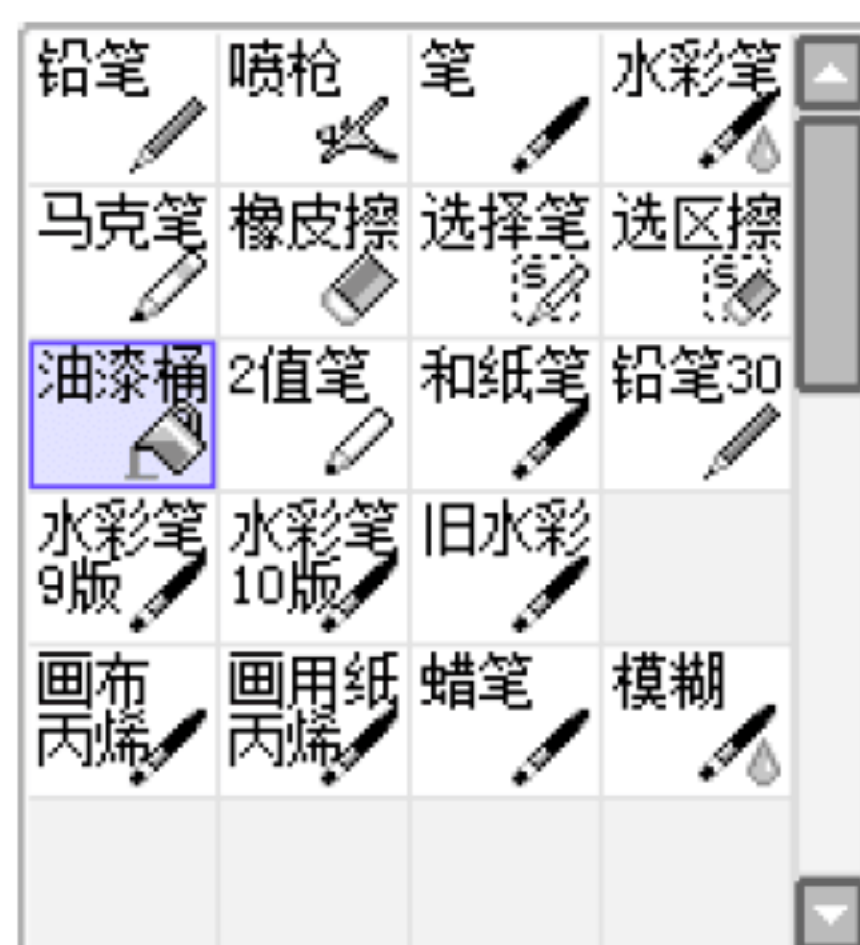 铅笔
喷枪
笔
水彩笔
马克笔
橡皮擦
选择笔
选区擦
油漆桶
2值笔
和纸笔
铅笔30
水彩笔
9版
水彩笔
10版
旧水彩
画布
丙烯
画用纸
丙烯
蜡笔
模糊